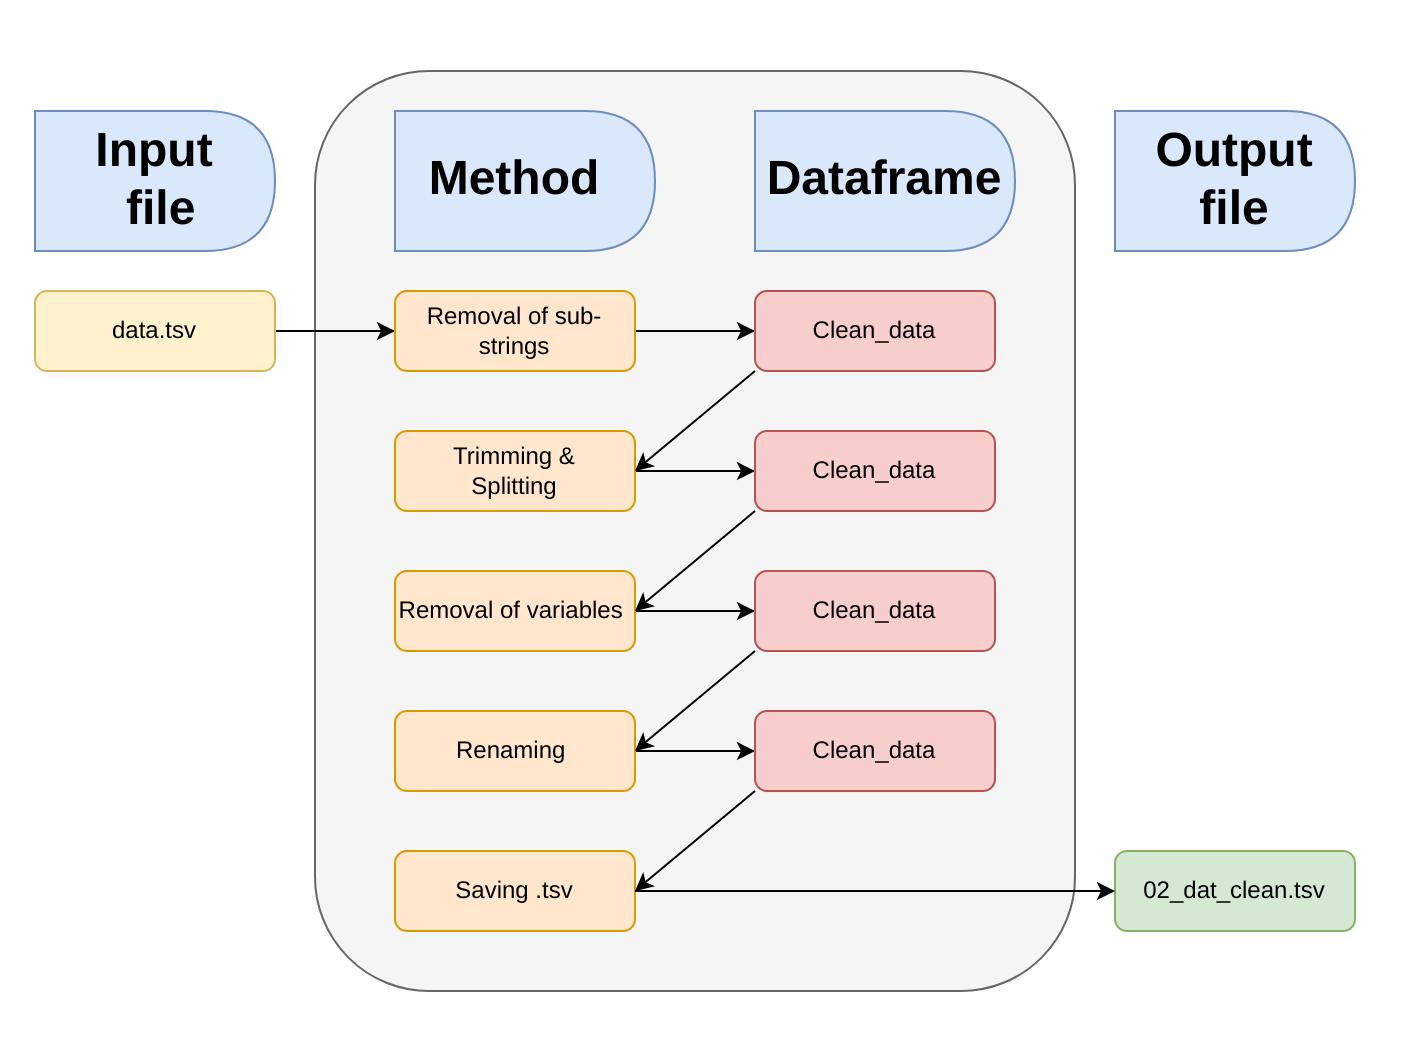 Input
file
Method
Dataframe
Output
file
data.tsv
Removal of sub-
strings
Clean_data
Trimming &
Splitting
Clean_data
Removal of variables
Clean_data
Renaming
Clean_data
Saving .tsv
02_dat_clean.tsv